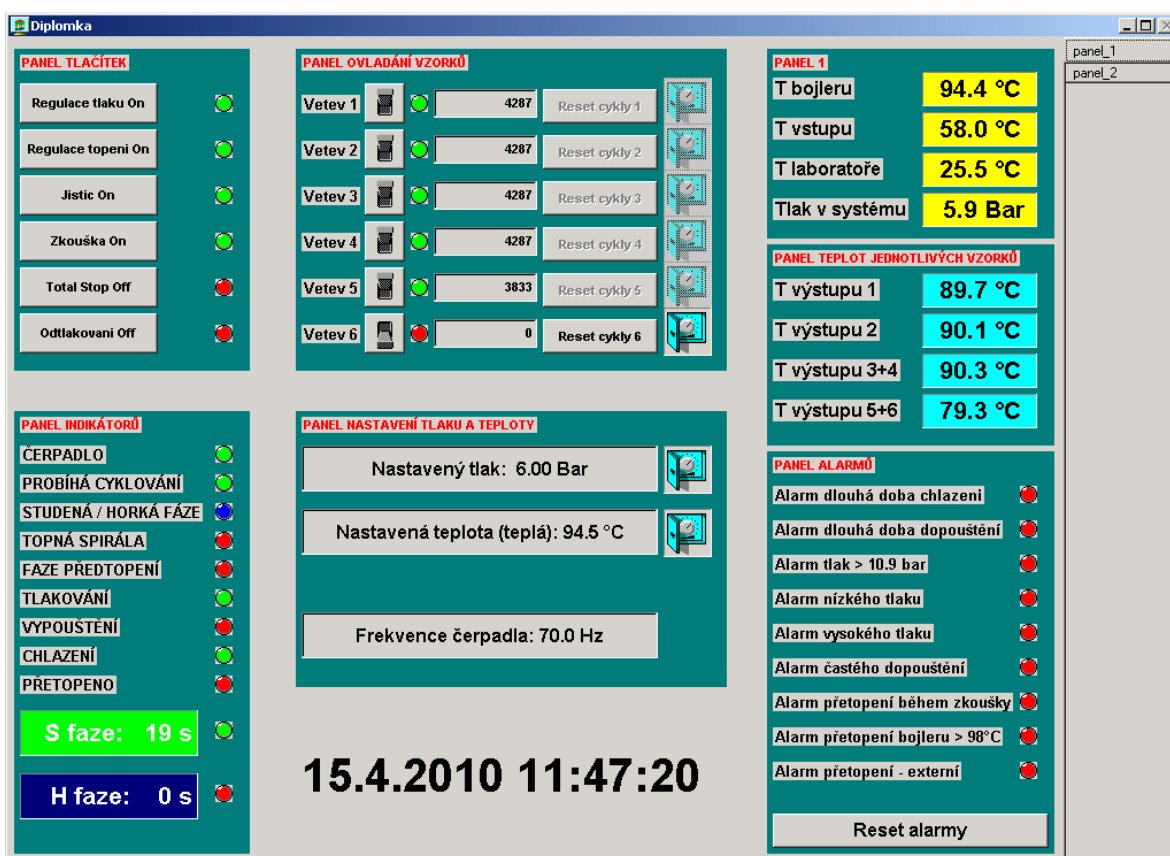 Diplomka
panel_1
panel_2
PANEL TLAČÍTEK
Regulace tlaku On
Regulace topeni On
Jistic On
Zkouška On
Total Stop Off
Odtlakovani Off
PANEL OVLADÁNÍ VZORKŮ
Vetev 1 4287 Reset cykly 1
Vetev 2 4287 Reset cykly 2
Vetev 3 4287 Reset cykly 3
Vetev 4 4287 Reset cykly 4
Vetev 5 3833 Reset cykly 5
Vetev 6 0 Reset cykly 6
PANEL 1
T bojleru 94.4 °C
T vstupu 58.0 °C
T laboratoře 25.5 °C
Tlak v systému 5.9 Bar
PANEL TEPLOT JEDNOTLIVÝCH VZORKŮ
T výstupu 1 89.7 °C
T výstupu 2 90.1 °C
T výstupu 3+4 90.3 °C
T výstupu 5+6 79.3 °C
PANEL INDIKÁTORŮ
ČERPADLO
PROBÍHÁ CYKLOVÁNÍ
STUDENÁ / HORKÁ FÁZE
TOPNÁ SPIRÁLA
FAZE PŘEDTOPENÍ
TLAKOVÁNÍ
VYPOUŠTĚNÍ
CHLAZENÍ
PŘETOPENO
S faze: 19 s
H faze: 0 s
PANEL NASTAVENÍ TLAKU A TEPLOTY
Nastavený tlak: 6.00 Bar
Nastavená teplota (teplá): 94.5 °C
Frekvence čerpadla: 70.0 Hz
15.4.2010 11:47:20
PANEL ALARMŮ
Alarm dlouhá doba chlazeni
Alarm dlouhá doba dopouštění
Alarm tlak > 10.9 bar
Alarm nízkého tlaku
Alarm vysokého tlaku
Alarm častého dopouštění
Alarm přetopení během zkoušky
Alarm přetopení bojleru > 98°C
Alarm přetopení - externí
Reset alarmy